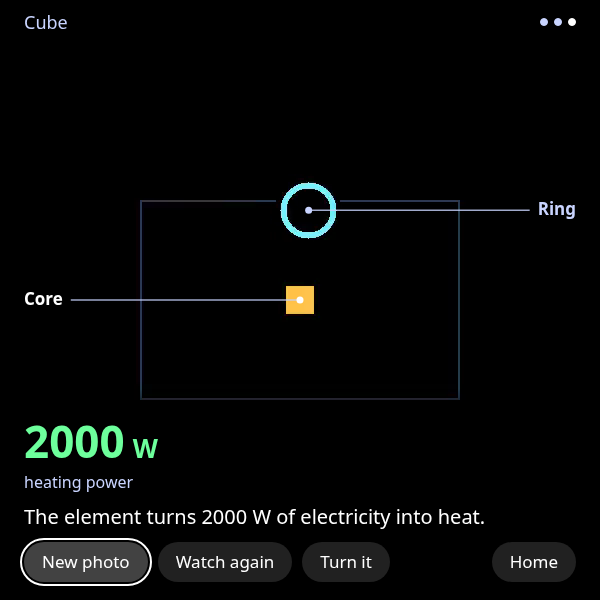 Cube
Ring
Core
2000 W
heating power
The element turns 2000 W of electricity into heat.
New photo
Watch again
Turn it
Home